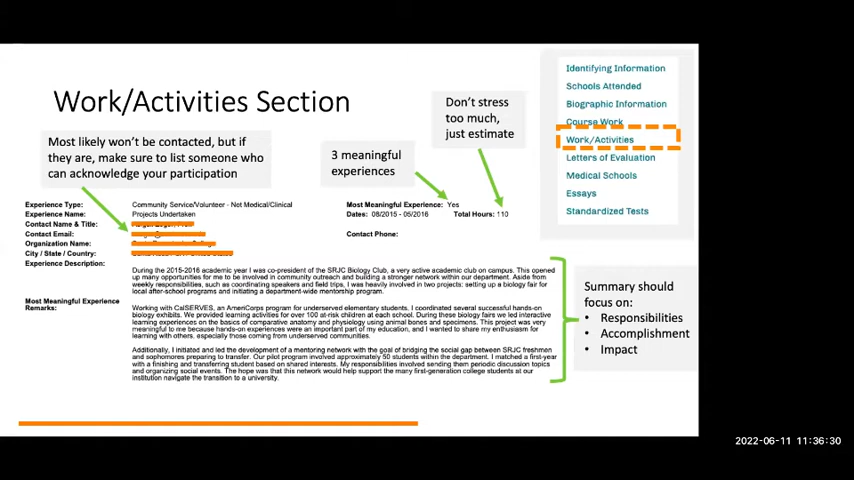 Work/Activities Section
Most likely won't be contacted, but if
they are, make sure to list someone who
can acknowledge your participation
3 meaningful
experiences
Don't stress
too much,
just estimate
Identifying Information
Schools Attended
Biographic Information
Course Work
Work/Activities
Letters of Evaluation
Medical Schools
Essays
Standardized Tests
Experience Type: Community Service/Volunteer - Not Medical/Clinical
Experience Name: Projects Undertaken
Contact Name & Title:
Contact Email:
Organization Name:
City / State / Country:
Most Meaningful Experience: Yes
Dates: 08/2015 - 05/2016 Total Hours: 110
Contact Phone:
Experience Description:
During the 2015-2016 academic year I was co-president of the SRJC Biology Club, a very active academic club on campus. This opened
up many opportunities for me to be involved in community outreach and building a stronger network within our department. Aside from
weekly responsibilities, such as coordinating speakers and field trips, I was heavily involved in two projects: setting up a biology fair for
local after-school programs and initiating a department-wide mentorship program.
Most Meaningful Experience
Remarks:
Working with CalSERVES, an AmeriCorps program for underserved elementary students, I coordinated several successful hands-on
biology exhibits. We provided learning activities for over 100 at-risk children at each school. During these biology fairs we led interactive
learning experiences on the basics of comparative anatomy and physiology using animal bones and specimens. This project was very
meaningful to me because hands-on experiences were an important part of my education, and I wanted to share my enthusiasm for
learning with others, especially those coming from underserved communities.
Additionally, I initiated and led the development of a mentoring network with the goal of bridging the social gap between SRJC freshmen
and sophomores preparing to transfer. Our pilot program involved approximately 50 students within the department. I matched a first-year
with a finishing and transferring student based on shared interests. My responsibilities involved sending them periodic discussion topics
and organizing social events. The hope was that this network would help support the many first-generation college students at our
institution navigate the transition to a university.
Summary should
focus on:
• Responsibilities
• Accomplishment
• Impact
2022-06-11 11:36:30